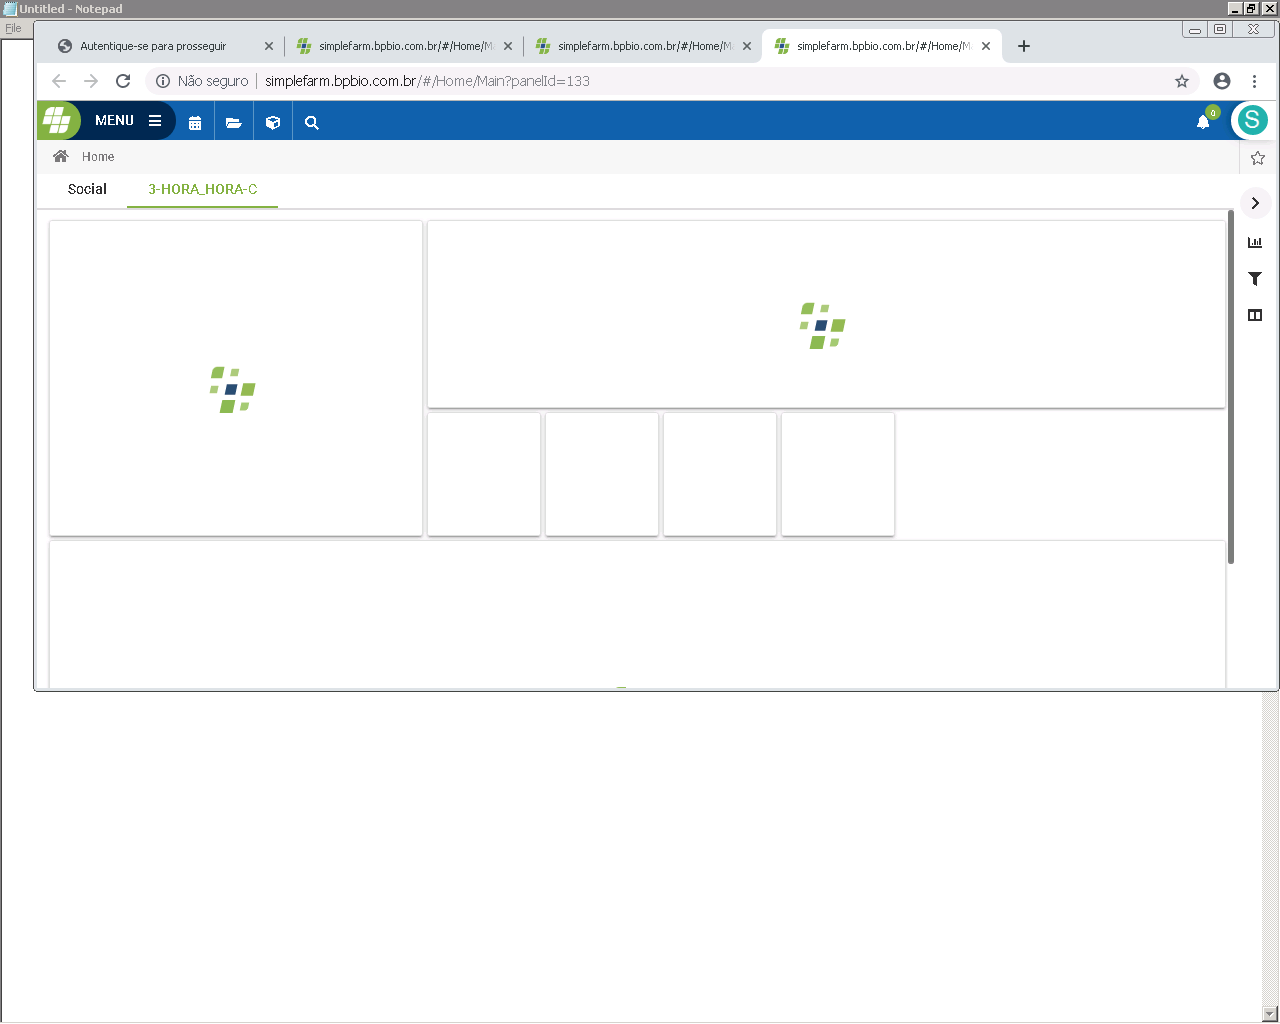 Untitled - Notepad
File
Autentique-se para prosseguir
simplefarm.bpbio.com.br/#/Home/M
simplefarm.bpbio.com.br/#/Home/M
simplefarm.bpbio.com.br/#/Home/M
Não seguro
simplefarm.bpbio.com.br/#/Home/Main?panelId=133
MENU
S
Home
Social
3-HORA_HORA-C